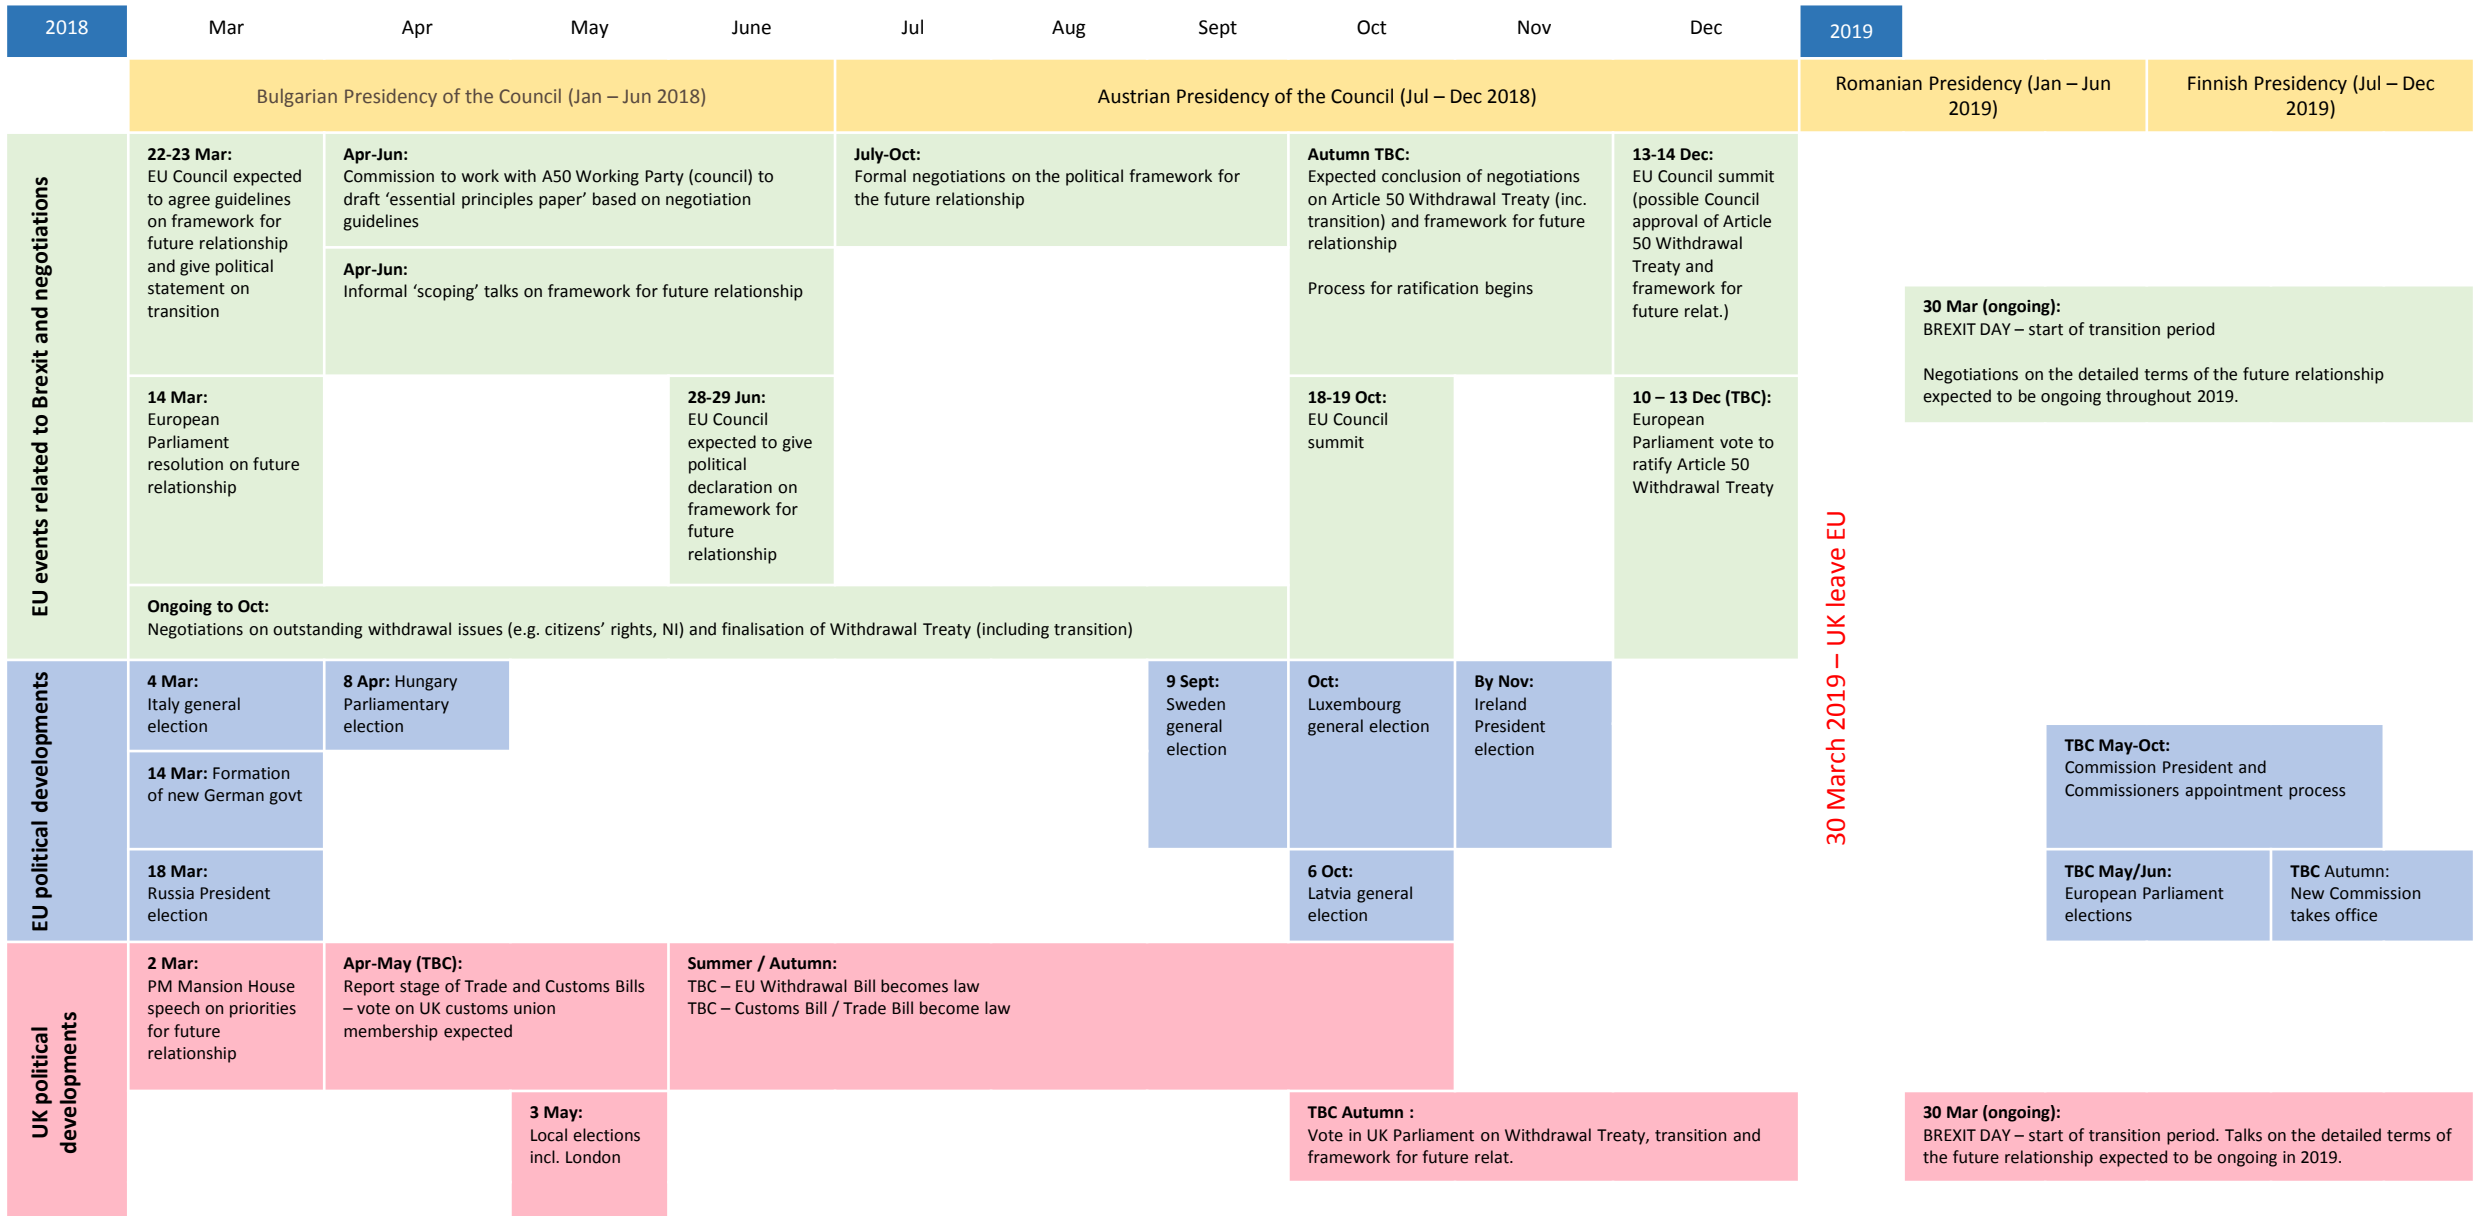 2018
Mar
Apr
May
June
Jul
Aug
Sept
Oct
Nov
Dec
2019
Bulgarian Presidency of the Council (Jan – Jun 2018)
Austrian Presidency of the Council (Jul – Dec 2018)
Romanian Presidency (Jan – Jun
2019)
Finnish Presidency (Jul – Dec
2019)
EU events related to Brexit and negotiations
22-23 Mar:
EU Council expected
to agree guidelines
on framework for
future relationship
and give political
statement on
transition
Apr-Jun:
Commission to work with A50 Working Party (council) to
draft ‘essential principles paper’ based on negotiation
guidelines
Apr-Jun:
Informal ‘scoping’ talks on framework for future relationship
July-Oct:
Formal negotiations on the political framework for
the future relationship
Autumn TBC:
Expected conclusion of negotiations
on Article 50 Withdrawal Treaty (inc.
transition) and framework for future
relationship
Process for ratification begins
13-14 Dec:
EU Council summit
(possible Council
approval of Article
50 Withdrawal
Treaty and
framework for
future relat.)
30 Mar (ongoing):
BREXIT DAY – start of transition period
Negotiations on the detailed terms of the future relationship
expected to be ongoing throughout 2019.
14 Mar:
European
Parliament
resolution on future
relationship
28-29 Jun:
EU Council
expected to give
political
declaration on
framework for
future
relationship
18-19 Oct:
EU Council
summit
10 – 13 Dec (TBC):
European
Parliament vote to
ratify Article 50
Withdrawal Treaty
Ongoing to Oct:
Negotiations on outstanding withdrawal issues (e.g. citizens’ rights, NI) and finalisation of Withdrawal Treaty (including transition)
30 March 2019 – UK leave EU
EU political developments
4 Mar:
Italy general
election
8 Apr: Hungary
Parliamentary
election
9 Sept:
Sweden
general
election
Oct:
Luxembourg
general election
By Nov:
Ireland
President
election
14 Mar: Formation
of new German govt
TBC May-Oct:
Commission President and
Commissioners appointment process
18 Mar:
Russia President
election
6 Oct:
Latvia general
election
TBC May/Jun:
European Parliament
elections
TBC Autumn:
New Commission
takes office
UK political
developments
2 Mar:
PM Mansion House
speech on priorities
for future
relationship
Apr-May (TBC):
Report stage of Trade and Customs Bills
– vote on UK customs union
membership expected
Summer / Autumn:
TBC – EU Withdrawal Bill becomes law
TBC – Customs Bill / Trade Bill become law
3 May:
Local elections
incl. London
TBC Autumn :
Vote in UK Parliament on Withdrawal Treaty, transition and
framework for future relat.
30 Mar (ongoing):
BREXIT DAY – start of transition period. Talks on the detailed terms of
the future relationship expected to be ongoing in 2019.